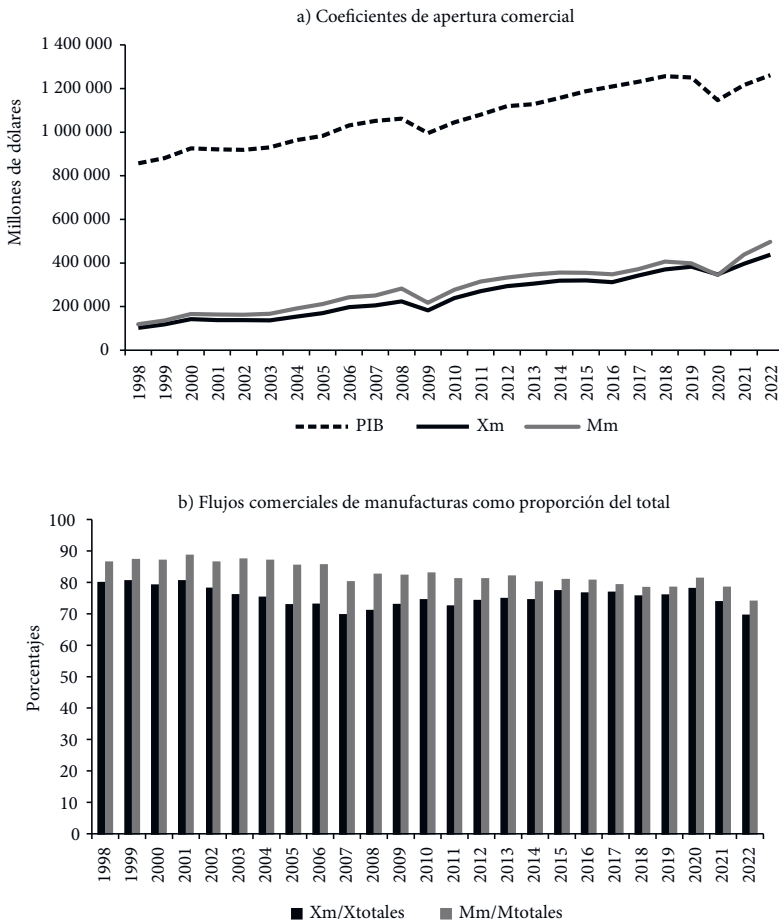 a) Coeficientes de apertura comercial
Millones de dólares
1 400 000
1 200 000
1 000 000
800 000
600 000
400 000
200 000
0
1998 1999 2000 2001 2002 2003 2004 2005 2006 2007 2008 2009 2010 2011 2012 2013 2014 2015 2016 2017 2018 2019 2020 2021 2022
PIB Xm Mm
b) Flujos comerciales de manufacturas como proporción del total
Porcentajes
100
90
80
70
60
50
40
30
20
10
0
1998 1999 2000 2001 2002 2003 2004 2005 2006 2007 2008 2009 2010 2011 2012 2013 2014 2015 2016 2017 2018 2019 2020 2021 2022
Xm/Xtotales Mm/Mtotales